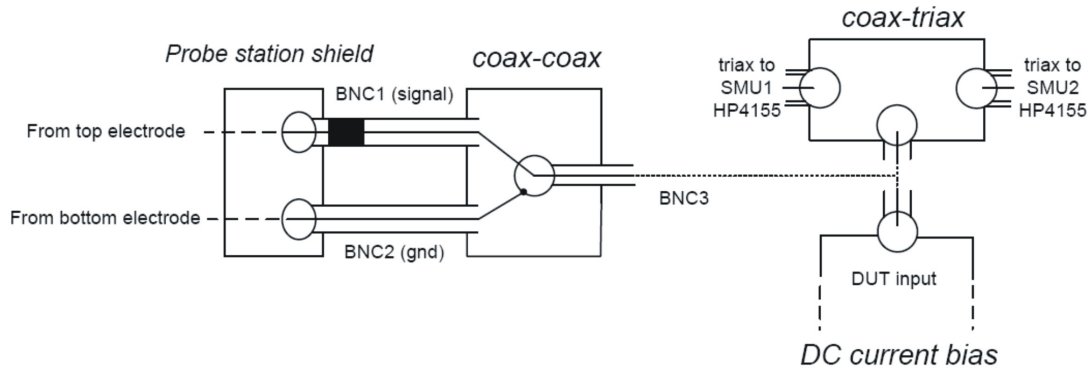 coax-triax
Probe station shield
coax-coax
triax to
SMU1
HP4155
triax to
SMU2
HP4155
BNC1 (signal)
From top electrode
BNC3
From bottom electrode
BNC2 (gnd)
DUT input
DC current bias